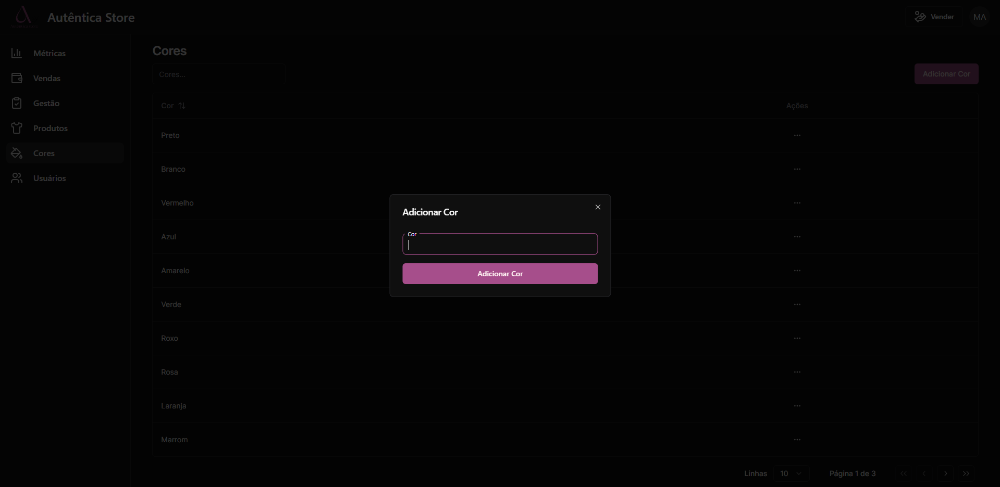 Autêntica Store
Vender
MA
Métricas
Vendas
Gestão
Produtos
Cores
Usuários
Cores
Cores...
Adicionar Cor
Cor
Ações
Preto
Branco
Vermelho
Azul
Amarelo
Verde
Roxo
Rosa
Laranja
Marrom
Adicionar Cor
Cor
Adicionar Cor
Linhas 10
Página 1 de 3